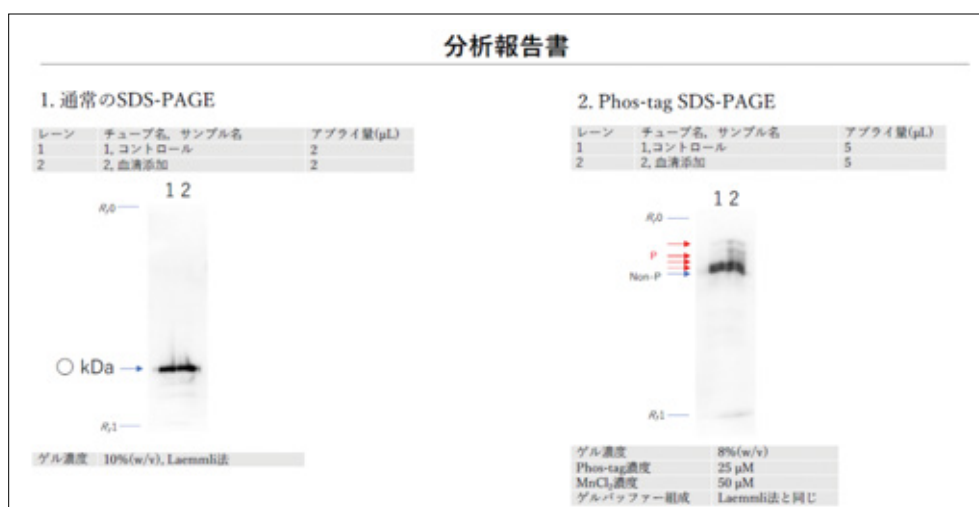 分析報告書
1. 通常のSDS-PAGE
レーン チューブ名, サンプル名 アプライ量(μL)
1 1, コントロール 2
2 2, 血清添加 2
1 2
Rf0
○ kDa
Rf1
ゲル濃度 10%(w/v), Laemmli法
2. Phos-tag SDS-PAGE
レーン チューブ名, サンプル名 アプライ量(μL)
1 1,コントロール 5
2 2, 血清添加 5
1 2
Rf0
P
Non-P
Rf1
ゲル濃度 8%(w/v)
Phos-tag濃度 25 μM
MnCl₂濃度 50 μM
ゲルバッファー組成 Laemmli法と同じ